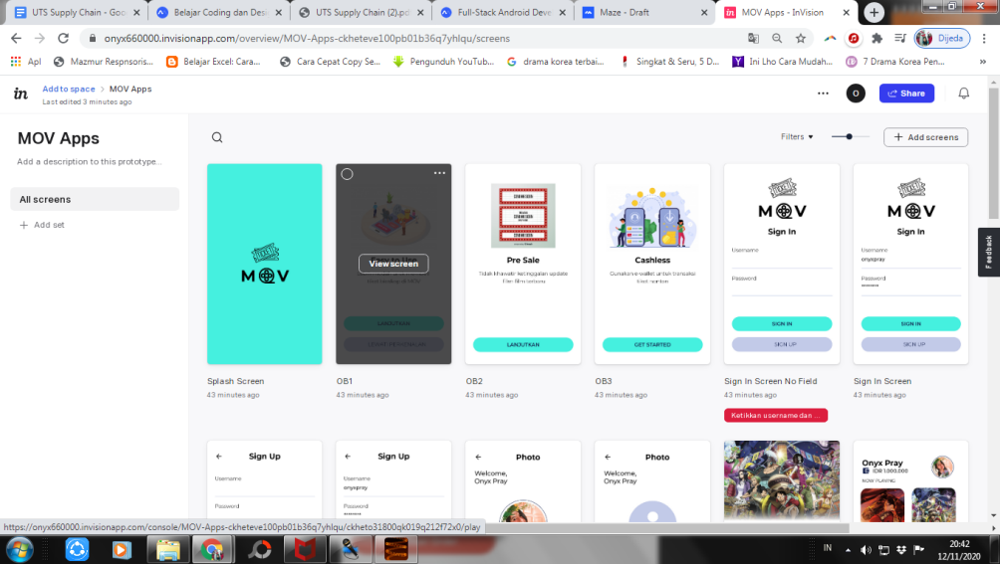 UTS Supply Chain - Goo
Belajar Coding dan Desi
UTS Supply Chain (2).pd
Full-Stack Android Deve
Maze - Draft
MOV Apps - InVision
onyx660000.invisionapp.com/overview/MOV-Apps-ckheteve100pb01b36q7yhlqu/screens
Dijeda
Apl
Mazmur Respnsoris...
Belajar Excel: Cara...
Cara Cepat Copy Se...
Pengunduh YouTub...
drama korea terbai...
Singkat & Seru, 5 D...
Ini Lho Cara Mudah...
7 Drama Korea Pen...
in
Add to space > MOV Apps
Last edited 3 minutes ago
O
Share
MOV Apps
Add a description to this prototype...
All screens
Add set
Filters
Add screens
Feedback
TICKET
MOV
View screen
LANJUTKAN
Pre Sale
Tidak khawatir ketinggalan update
film film tersedia
LANJUTKAN
Cashless
Gunakan e-wallet untuk transaksi
tiket nonton
GET STARTED
TICKET
MOV
Sign In
Username
Password
SIGN IN
SIGN UP
TICKET
MOV
Sign In
Username
onyxpray
Password
********
SIGN IN
SIGN UP
Splash Screen
43 minutes ago
OB1
43 minutes ago
OB2
43 minutes ago
OB3
43 minutes ago
Sign In Screen No Field
43 minutes ago
Ketikkan username dan ...
Sign In Screen
43 minutes ago
Sign Up
Username
Password
Sign Up
Username
onyxpray
Password
********
Photo
Welcome,
Onyx Pray
Photo
Welcome,
Onyx Pray
Onyx Pray
IDR 1.000.000
NOW PLAYING
https://onyx660000.invisionapp.com/console/MOV-Apps-ckheteve100pb01b36q7yhlqu/ckheto31800qk019q212f72x0/play
IN
20:42
12/11/2020